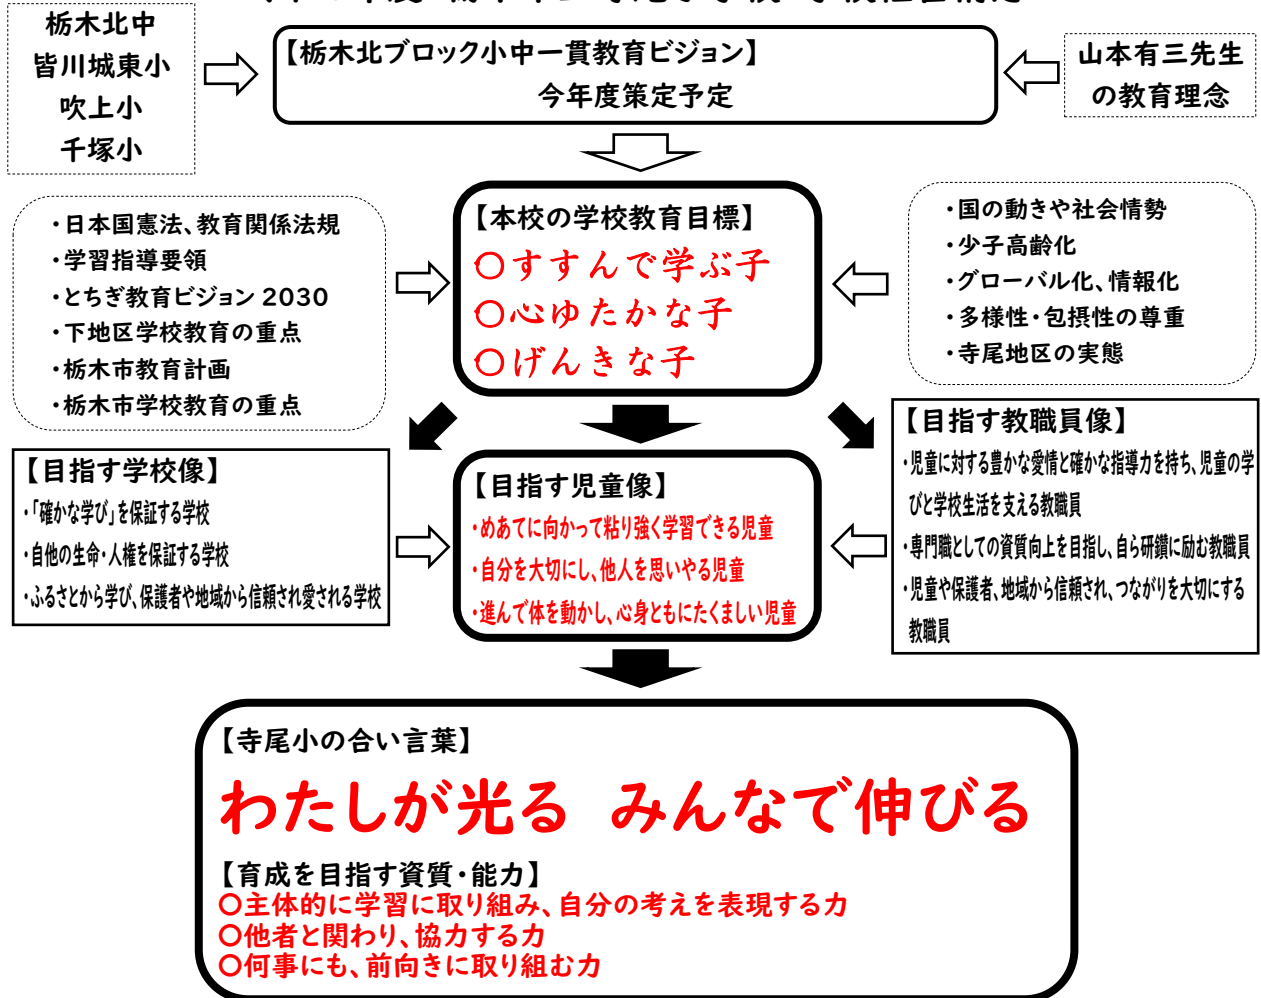 栃木北中
皆川城東小
吹上小
千塚小
【栃木北ブロック小中一貫教育ビジョン】
今年度策定予定
山本有三先生
の教育理念
・日本国憲法、教育関係法規
・学習指導要領
・とちぎ教育ビジョン 2030
・下地区学校教育の重点
・栃木市教育計画
・栃木市学校教育の重点
【本校の学校教育目標】
○すすんで学ぶ子
○心ゆたかな子
○げんきな子
・国の動きや社会情勢
・少子高齢化
・グローバル化、情報化
・多様性・包摂性の尊重
・寺尾地区の実態
【目指す学校像】
・「確かな学び」を保証する学校
・自他の生命・人権を保証する学校
・ふるさとから学び、保護者や地域から信頼され愛される学校
【目指す児童像】
・めあてに向かって粘り強く学習できる児童
・自分を大切にし、他人を思いやる児童
・進んで体を動かし、心身ともにたくましい児童
【目指す教職員像】
・児童に対する豊かな愛情と確かな指導力を持ち、児童の学
びと学校生活を支える教職員
・専門職としての資質向上を目指し、自ら研鑽に励む教職員
・児童や保護者、地域から信頼され、つながりを大切にする
教職員
【寺尾小の合い言葉】
わたしが光る みんなで伸びる
【育成を目指す資質・能力】
○主体的に学習に取り組み、自分の考えを表現する力
○他者と関わり、協力する力
○何事にも、前向きに取り組む力